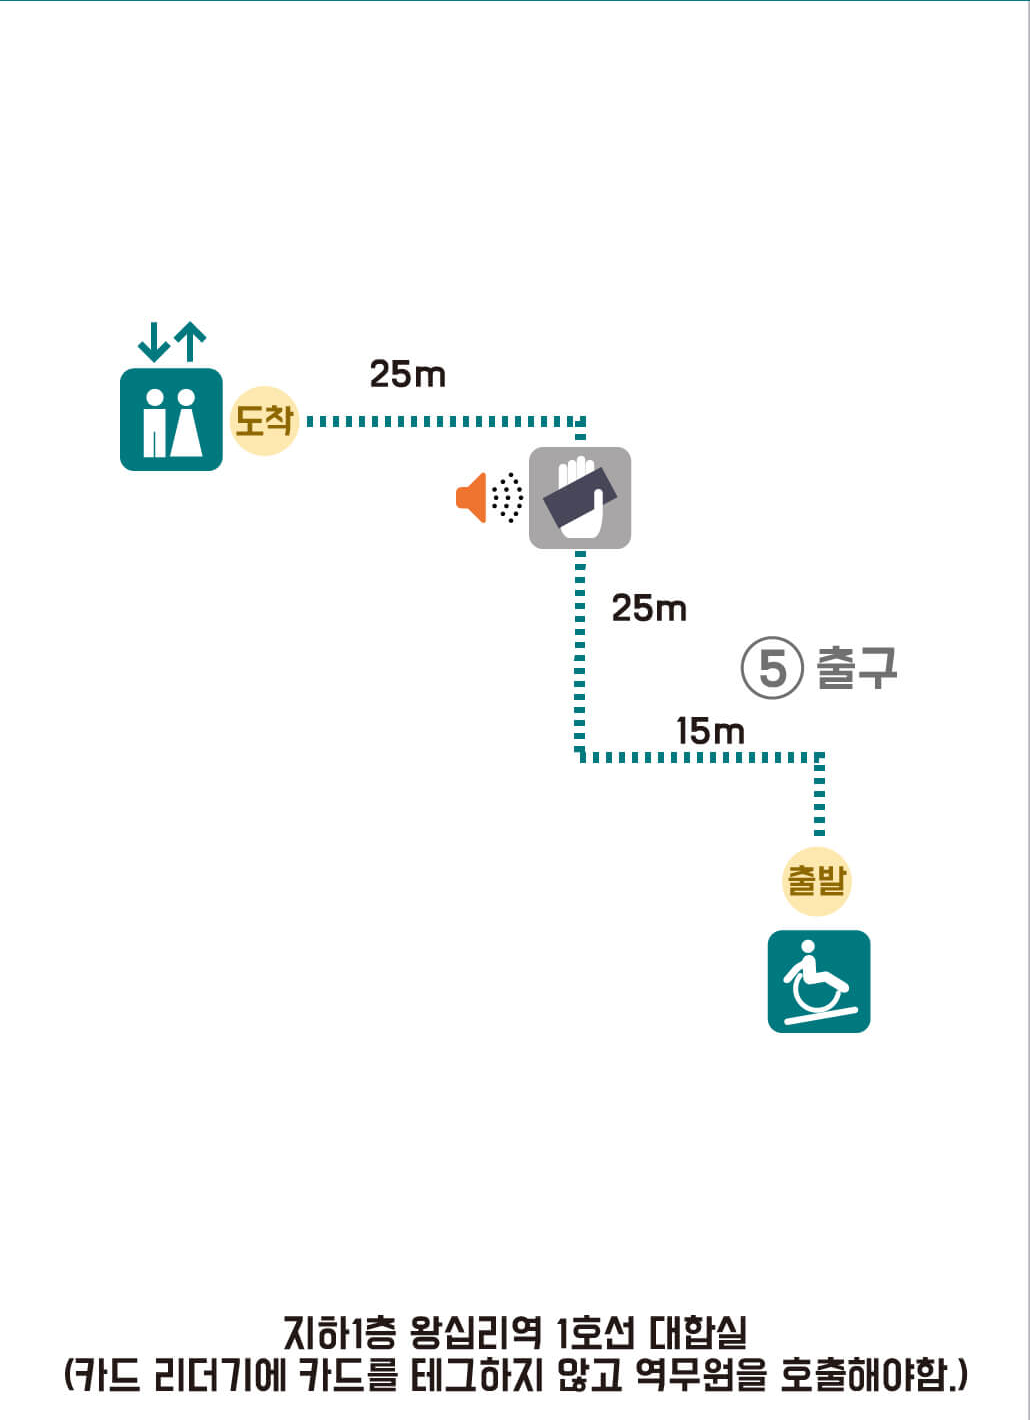 25m
도착
25m
⑤ 출구
15m
출발
지하1층 왕십리역 1호선 대합실
(카드 리더기에 카드를 테그하지 않고 역무원을 호출해야함.)